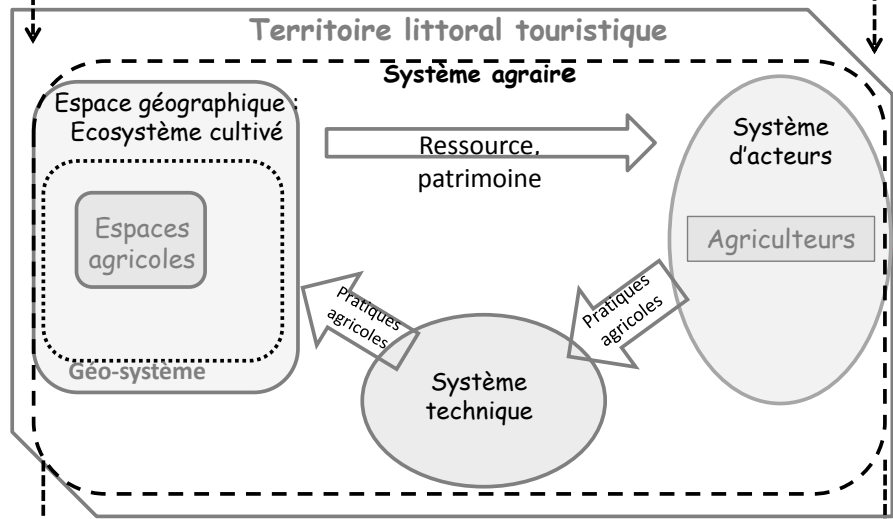 Territoire littoral touristique
Système agraire
Espace géographique :
Ecosystème cultivé
Ressource,
patrimoine
Système
d'acteurs
Espaces
agricoles
Agriculteurs
Pratiques
agricoles
Pratiques
agricoles
Géo-système
Système
technique